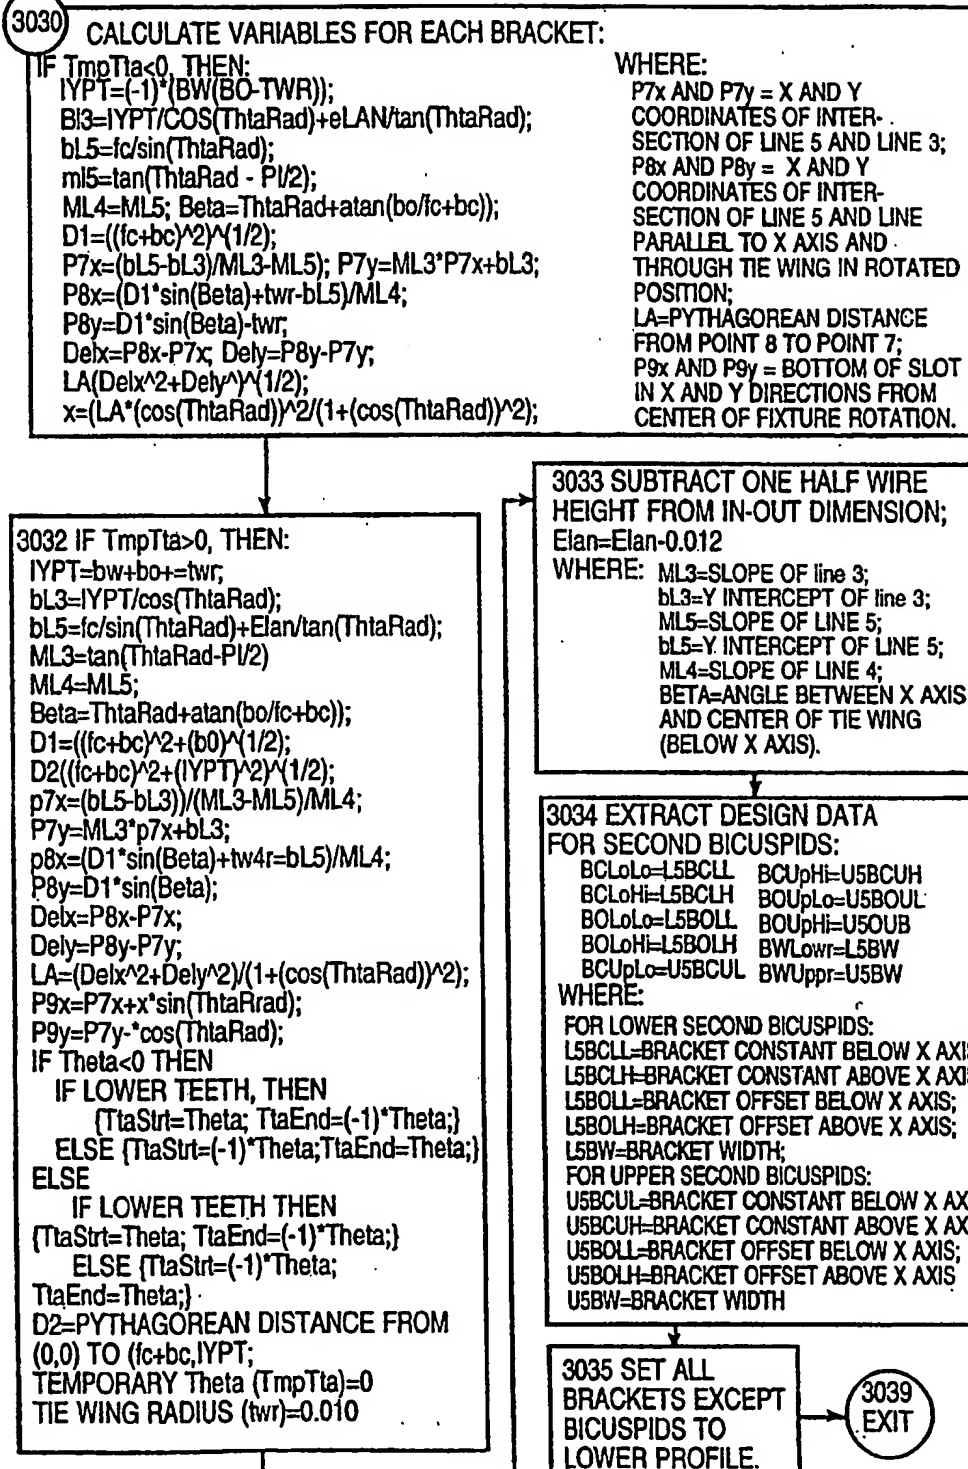 3030
CALCULATE VARIABLES FOR EACH BRACKET:
IF TmpTta<0, THEN:
IYPT=(-1)*(BW(BO-TWR));
Bl3=IYPT/COS(ThtaRad)+eLAN/tan(ThtaRad);
bL5=fc/sin(ThtaRad);
ml5=tan(ThtaRad - PI/2);
ML4=ML5; Beta=ThtaRad+atan(bo/fc+bc));
D1=((fc+bc)^2)^(1/2);
P7x=(bL5-bL3)/ML3-ML5); P7y=ML3*P7x+bL3;
P8x=(D1*sin(Beta)+twr-bL5)/ML4;
P8y=D1*sin(Beta)-twr;
Delx=P8x-P7x; Dely=P8y-P7y;
LA(Delx^2+Dely^)^(1/2);
x=(LA*(cos(ThtaRad))^2/(1+(cos(ThtaRad))^2);
WHERE:
P7x AND P7y = X AND Y
COORDINATES OF INTER-
SECTION OF LINE 5 AND LINE 3;
P8x AND P8y = X AND Y
COORDINATES OF INTER-
SECTION OF LINE 5 AND LINE
PARALLEL TO X AXIS AND
THROUGH TIE WING IN ROTATED
POSITION;
LA=PYTHAGOREAN DISTANCE
FROM POINT 8 TO POINT 7;
P9x AND P9y = BOTTOM OF SLOT
IN X AND Y DIRECTIONS FROM
CENTER OF FIXTURE ROTATION.
3032 IF TmpTta>0, THEN:
IYPT=bw+bo+=twr;
bL3=IYPT/cos(ThtaRad);
bL5=fc/sin(ThtaRad)+Elan/tan(ThtaRad);
ML3=tan(ThtaRad-PI/2)
ML4=ML5;
Beta=ThtaRad+atan(bo/fc+bc));
D1=((fc+bc)^2+(b0)^(1/2);
D2((fc+bc)^2+(IYPT)^2)^(1/2);
p7x=(bL5-bL3))/(ML3-ML5)/ML4;
P7y=ML3*p7x+bL3;
p8x=(D1*sin(Beta)+tw4r=bL5)/ML4;
P8y=D1*sin(Beta);
Delx=P8x-P7x;
Dely=P8y-P7y;
LA=(Delx^2+Dely^2)/(1+(cos(ThtaRad))^2);
P9x=P7x+x*sin(ThtaRrad);
P9y=P7y-*cos(ThtaRad);
IF Theta<0 THEN
IF LOWER TEETH, THEN
{TtaStrt=Theta; TtaEnd=(-1)*Theta;}
ELSE {TtaStrt=(-1)*Theta;TtaEnd=Theta;}
ELSE
IF LOWER TEETH THEN
{TtaStrt=Theta; TtaEnd=(-1)*Theta;}
ELSE {TtaStrt=(-1)*Theta;
TtaEnd=Theta;}
D2=PYTHAGOREAN DISTANCE FROM
(0,0) TO (fc+bc,IYPT;
TEMPORARY Theta (TmpTta)=0
TIE WING RADIUS (twr)=0.010
3033 SUBTRACT ONE HALF WIRE
HEIGHT FROM IN-OUT DIMENSION;
Elan=Elan-0.012
WHERE: ML3=SLOPE OF line 3;
bL3=Y INTERCEPT OF line 3;
ML5=SLOPE OF LINE 5;
bL5=Y INTERCEPT OF LINE 5;
ML4=SLOPE OF LINE 4;
BETA=ANGLE BETWEEN X AXIS
AND CENTER OF TIE WING
(BELOW X AXIS).
3034 EXTRACT DESIGN DATA
FOR SECOND BICUSPIDS:
BCLoLo=L5BCLL BCUpHi=U5BCUH
BCLoHi=L5BCLH BOUpLo=U5BOUL
BOLoLo=L5BOLL BOUpHi=U5OUB
BOLoHi=L5BOLH BWLowr=L5BW
BCUpLo=U5BCUL BWUppr=U5BW
WHERE:
FOR LOWER SECOND BICUSPIDS:
L5BCLL=BRACKET CONSTANT BELOW X AXI
L5BCLH=BRACKET CONSTANT ABOVE X AXI
L5BOLL=BRACKET OFFSET BELOW X AXIS;
L5BOLH=BRACKET OFFSET ABOVE X AXIS;
L5BW=BRACKET WIDTH;
FOR UPPER SECOND BICUSPIDS:
U5BCUL=BRACKET CONSTANT BELOW X AX
U5BCUH=BRACKET CONSTANT ABOVE X AX
U5BOLL=BRACKET OFFSET BELOW X AXIS;
U5BOLH=BRACKET OFFSET ABOVE X AXIS
U5BW=BRACKET WIDTH
3035 SET ALL
BRACKETS EXCEPT
BICUSPIDS TO
LOWER PROFILE.
3039
EXIT